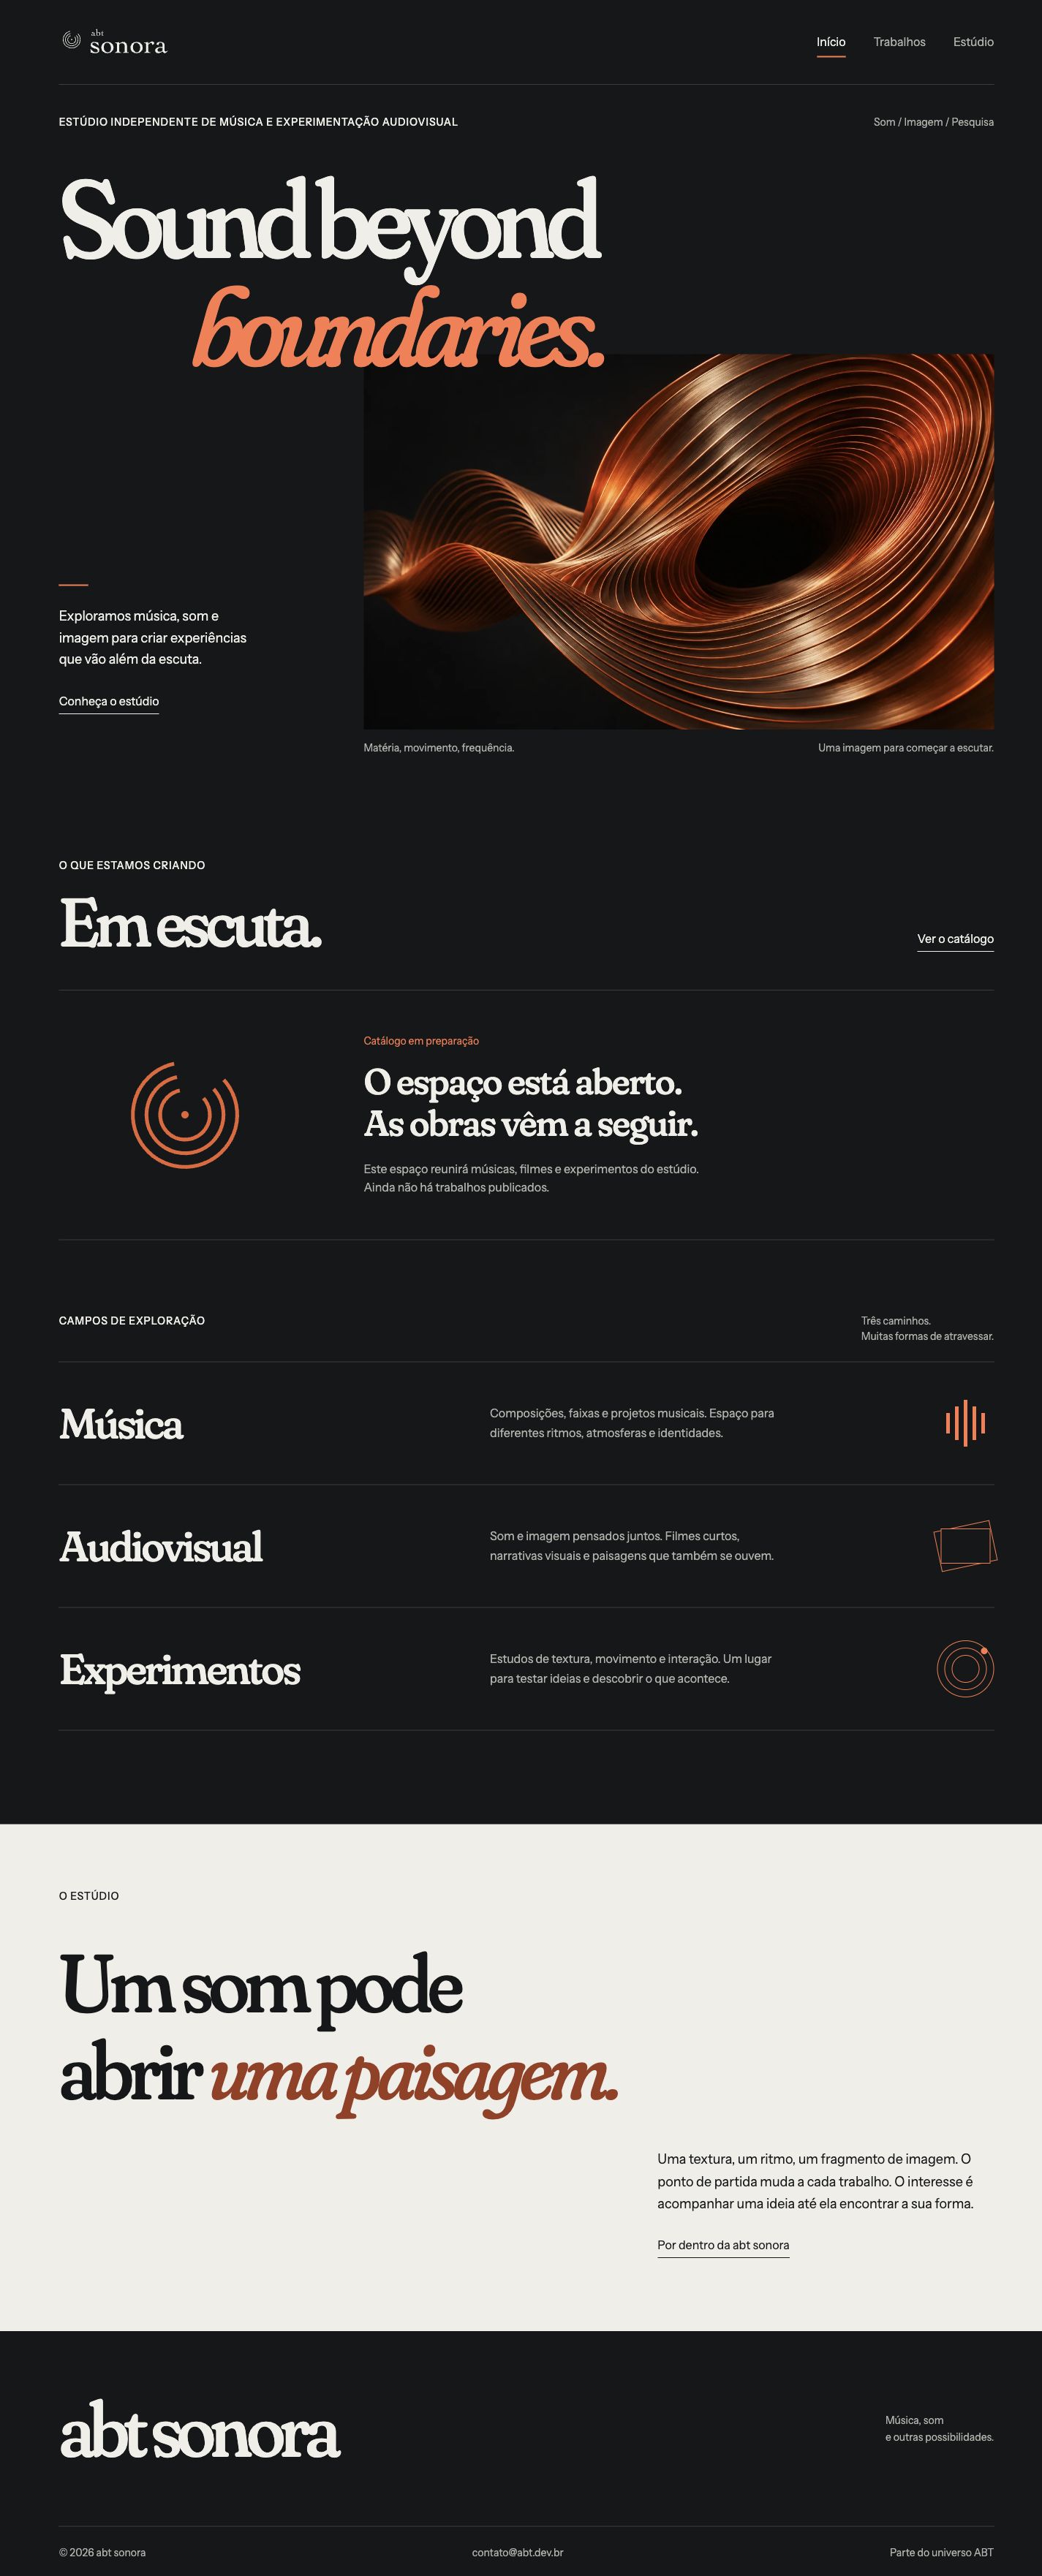 abt
sonora
Início
Trabalhos
Estúdio
ESTÚDIO INDEPENDENTE DE MÚSICA E EXPERIMENTAÇÃO AUDIOVISUAL
Som / Imagem / Pesquisa
Sound beyond
boundaries.
Exploramos música, som e
imagem para criar experiências
que vão além da escuta.
Conheça o estúdio
Matéria, movimento, frequência.
Uma imagem para começar a escutar.
O QUE ESTAMOS CRIANDO
Em escuta.
Ver o catálogo
Catálogo em preparação
O espaço está aberto.
As obras vêm a seguir.
Este espaço reunirá músicas, filmes e experimentos do estúdio.
Ainda não há trabalhos publicados.
CAMPOS DE EXPLORAÇÃO
Três caminhos.
Muitas formas de atravessar.
Música
Composições, faixas e projetos musicais. Espaço para
diferentes ritmos, atmosferas e identidades.
Audiovisual
Som e imagem pensados juntos. Filmes curtos,
narrativas visuais e paisagens que também se ouvem.
Experimentos
Estudos de textura, movimento e interação. Um lugar
para testar ideias e descobrir o que acontece.
O ESTÚDIO
Um som pode
abrir uma paisagem.
Uma textura, um ritmo, um fragmento de imagem. O
ponto de partida muda a cada trabalho. O interesse é
acompanhar uma ideia até ela encontrar a sua forma.
Por dentro da abt sonora
abt sonora
Música, som
e outras possibilidades.
© 2026 abt sonora
contato@abt.dev.br
Parte do universo ABT